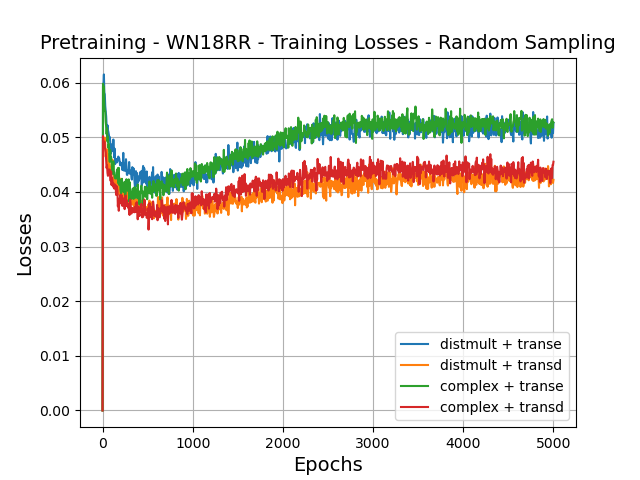 Pretraining - WN18RR - Training Losses - Random Sampling
0.06
0.05
0.04
0.03
0.02
0.01
0.00
Losses
distmult + transe
distmult + transd
complex + transe
complex + transd
0 1000 2000 3000 4000 5000
Epochs